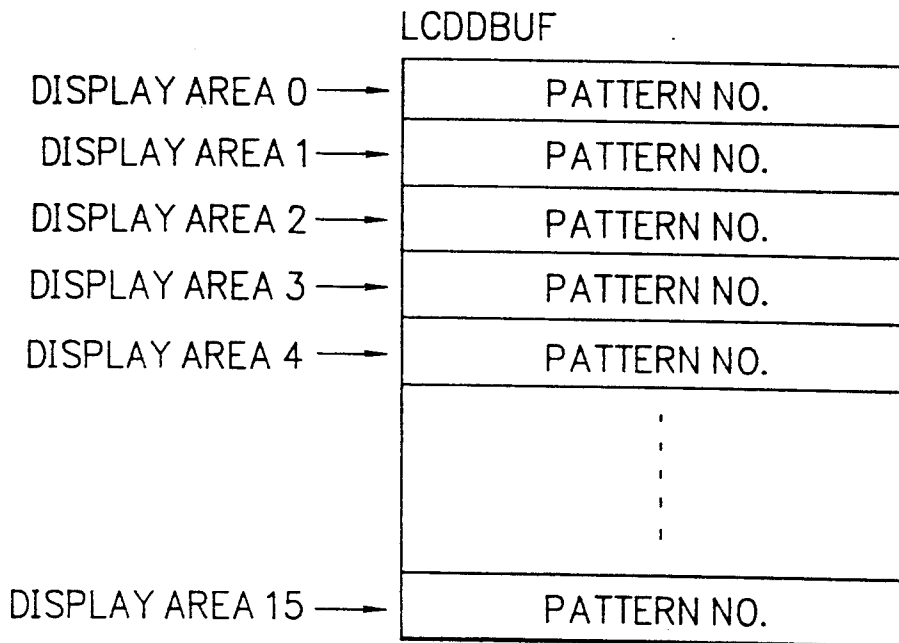 LCDDBUF
DISPLAY AREA 0 PATTERN NO.
DISPLAY AREA 1 PATTERN NO.
DISPLAY AREA 2 PATTERN NO.
DISPLAY AREA 3 PATTERN NO.
DISPLAY AREA 4 PATTERN NO.
DISPLAY AREA 15 PATTERN NO.